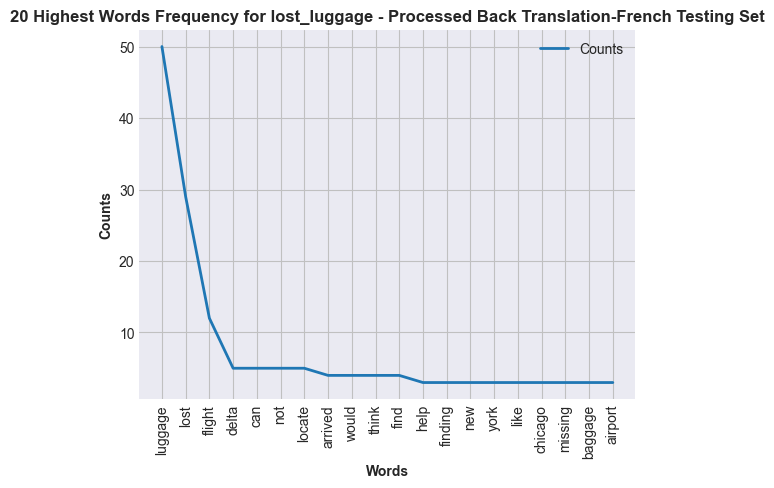 20 Highest Words Frequency for lost_luggage - Processed Back Translation-French Testing Set
Counts
50
40
30
20
10
Counts
luggage
lost
flight
delta
can
not
locate
arrived
would
think
find
help
finding
new
york
like
chicago
missing
baggage
airport
Words